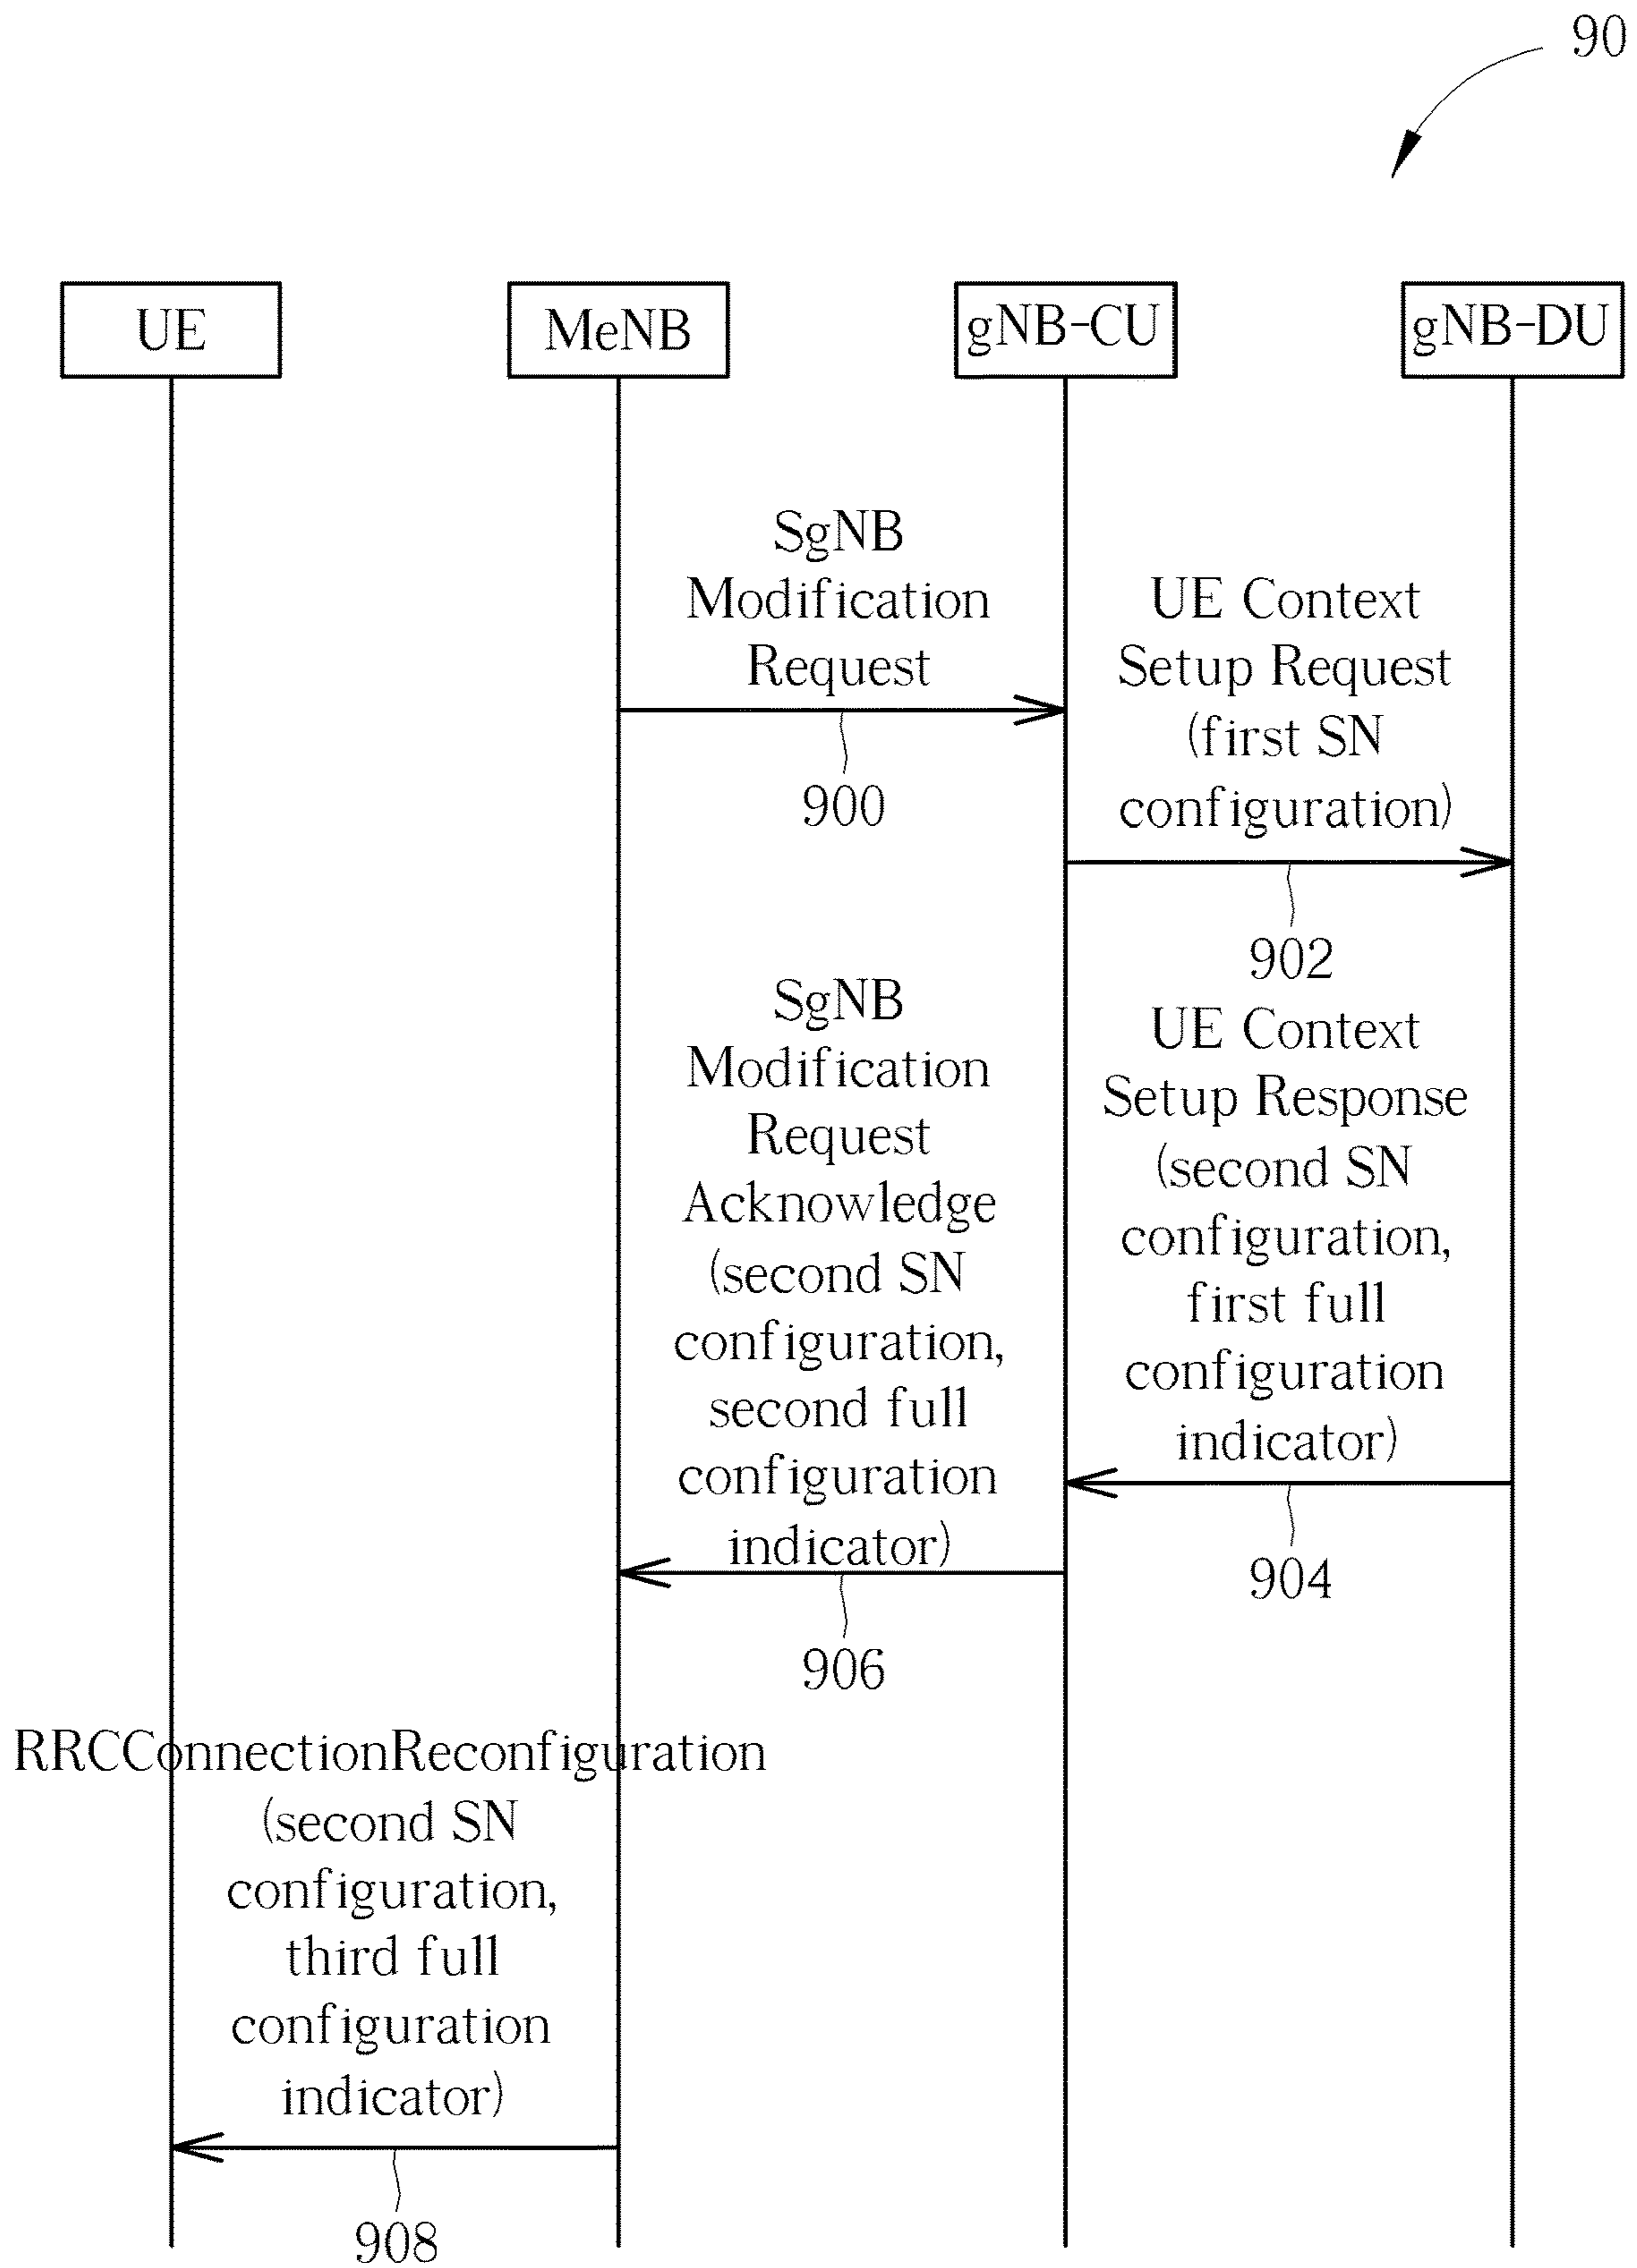 90
UE
MeNB
gNB-CU
gNB-DU
SgNB
Modification
Request
900
UE Context
Setup Request
(first SN
configuration)
902
UE Context
Setup Response
(second SN
configuration,
first full
configuration
indicator)
904
SgNB
Modification
Request
Acknowledge
(second SN
configuration,
second full
configuration
indicator)
906
RRCConnectionReconfiguration
(second SN
configuration,
third full
configuration
indicator)
908